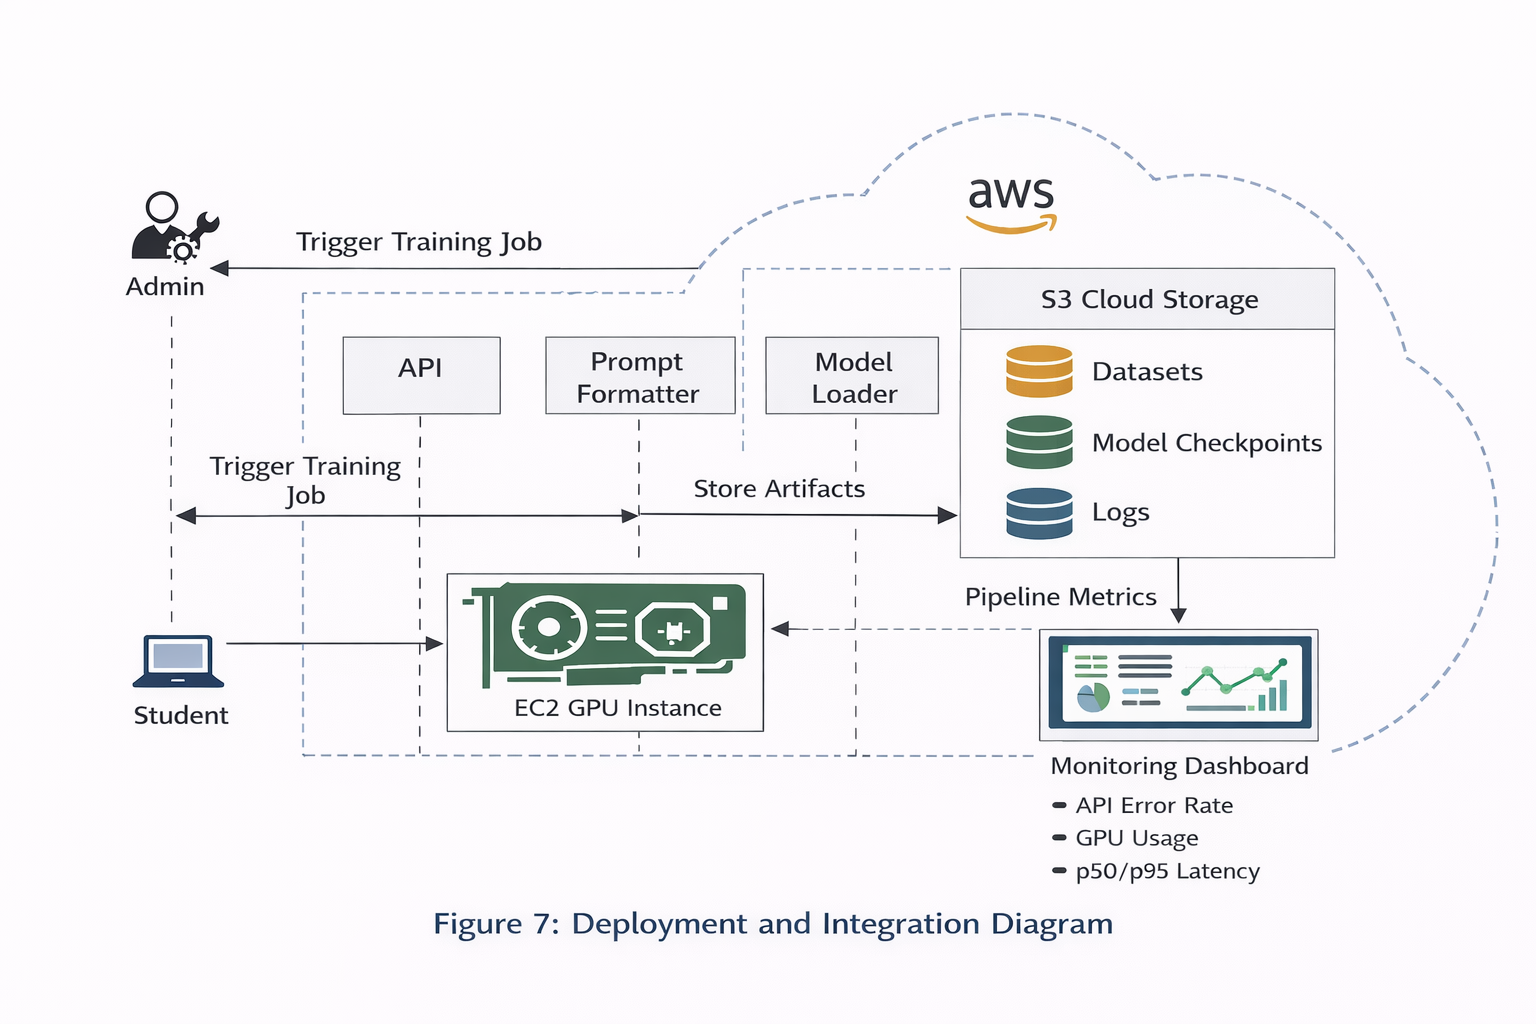 aws
Trigger Training Job
Admin
S3 Cloud Storage
API
Prompt
Formatter
Model
Loader
Datasets
Model Checkpoints
Logs
Trigger Training
Job
Store Artifacts
Pipeline Metrics
EC2 GPU Instance
Student
Monitoring Dashboard
- API Error Rate
- GPU Usage
- p50/p95 Latency
Figure 7: Deployment and Integration Diagram